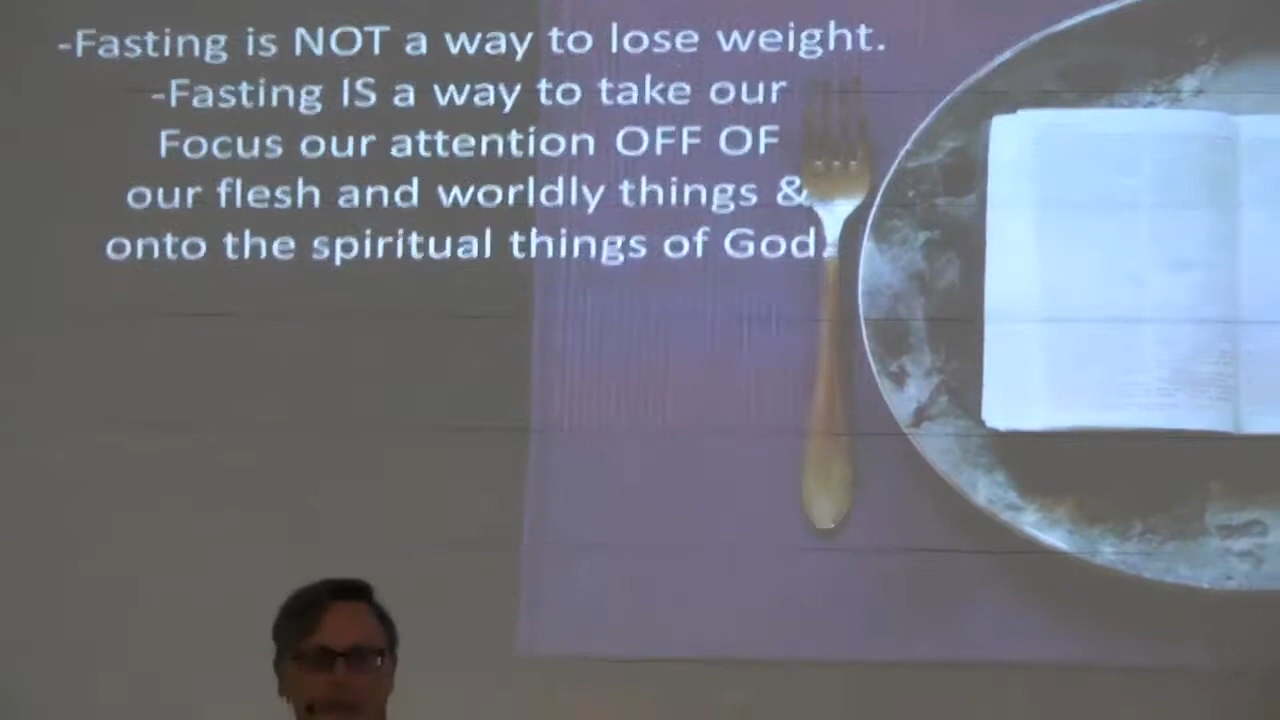 -Fasting is NOT a way to lose weight.
-Fasting IS a way to take our
Focus our attention OFF OF
our flesh and worldly things &
onto the spiritual things of God.